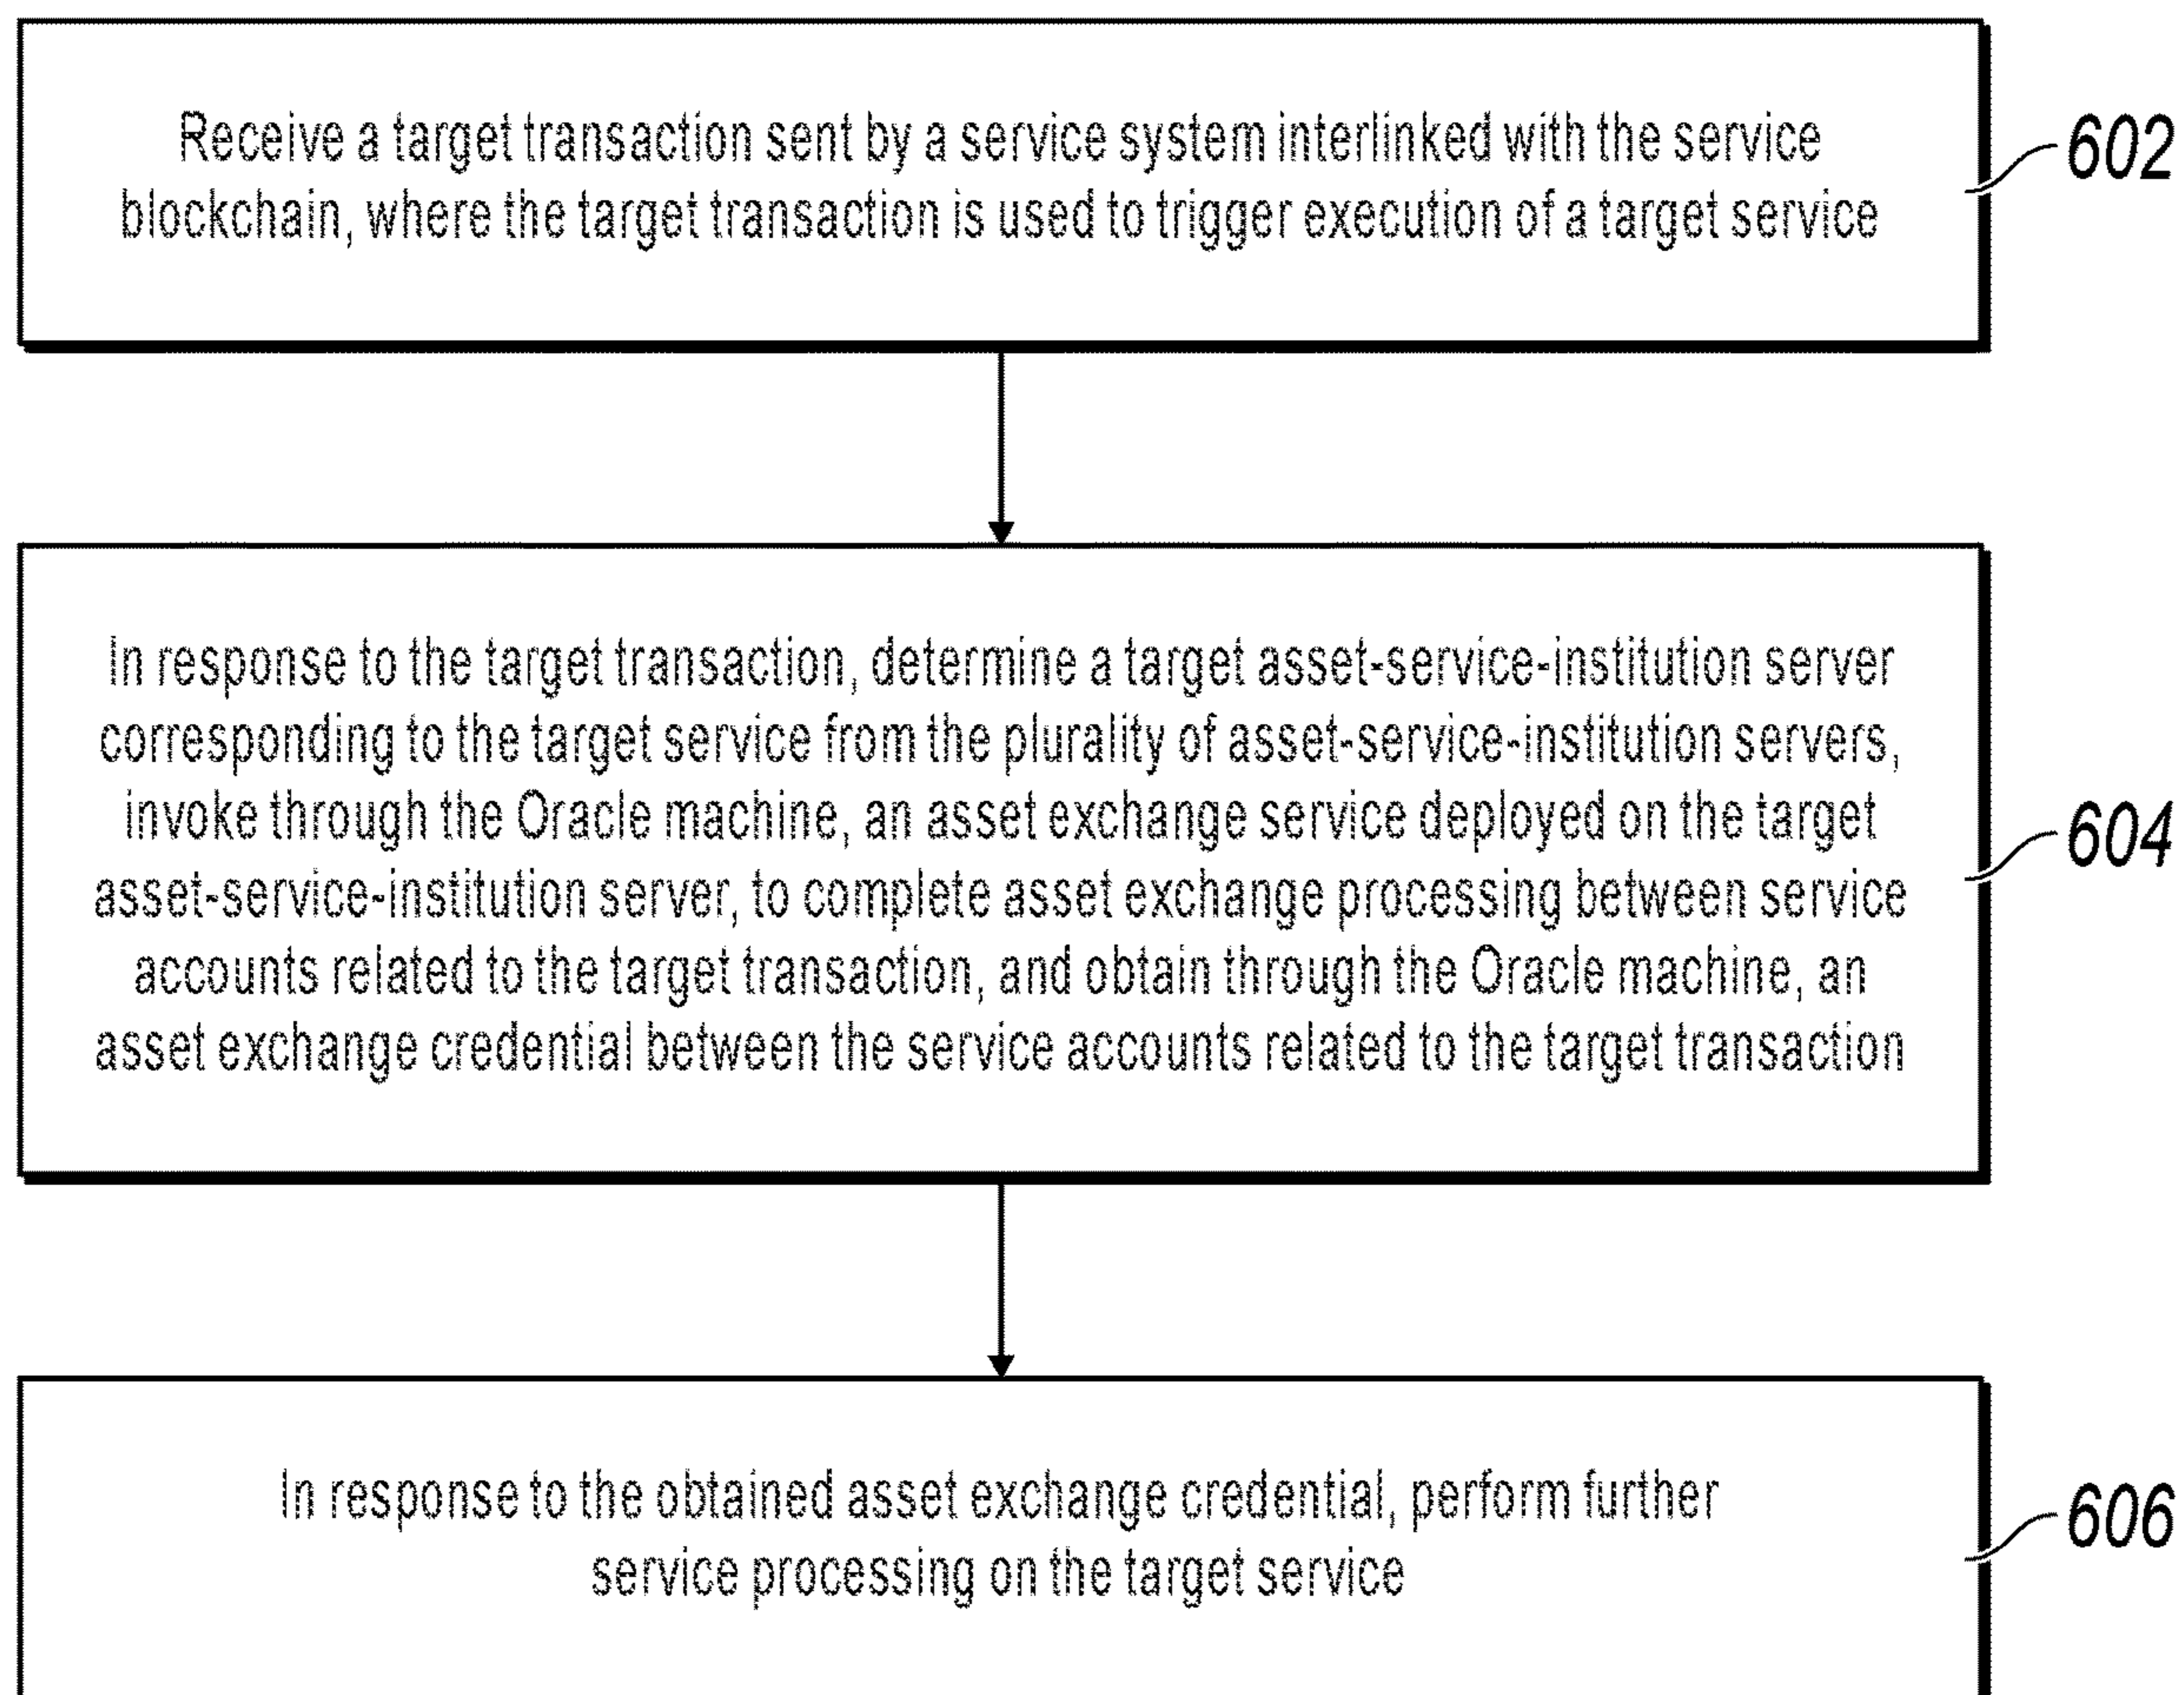 Receive a target transaction sent by a service system interlinked with the service
blockchain, where the target transaction is used to trigger execution of a target service
602
In response to the target transaction, determine a target asset-service-institution server
corresponding to the target service from the plurality of asset-service-institution servers,
invoke through the Oracle machine, an asset exchange service deployed on the target
asset-service-institution server, to complete asset exchange processing between service
accounts related to the target transaction, and obtain through the Oracle machine, an
asset exchange credential between the service accounts related to the target transaction
604
In response to the obtained asset exchange credential, perform further
service processing on the target service
606